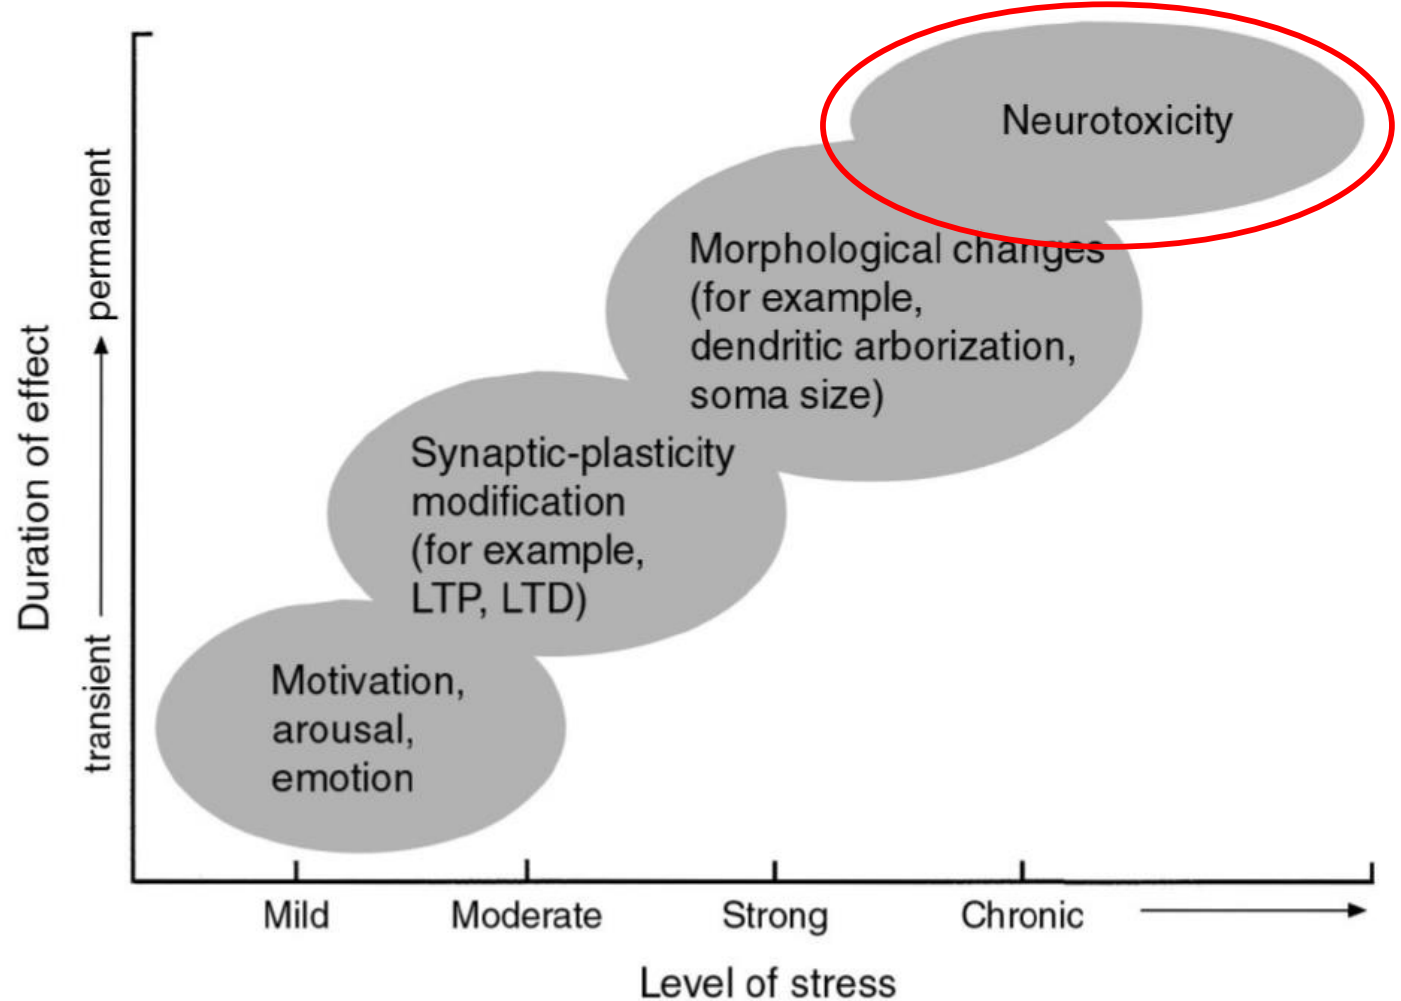 Neurotoxicity
Morphological changes
(for example,
dendritic arborization,
soma size)
Synaptic-plasticity
modification
(for example,
LTP, LTD)
Motivation,
arousal,
emotion
Duration of effect
transient
permanent
Mild
Moderate
Strong
Chronic
Level of stress